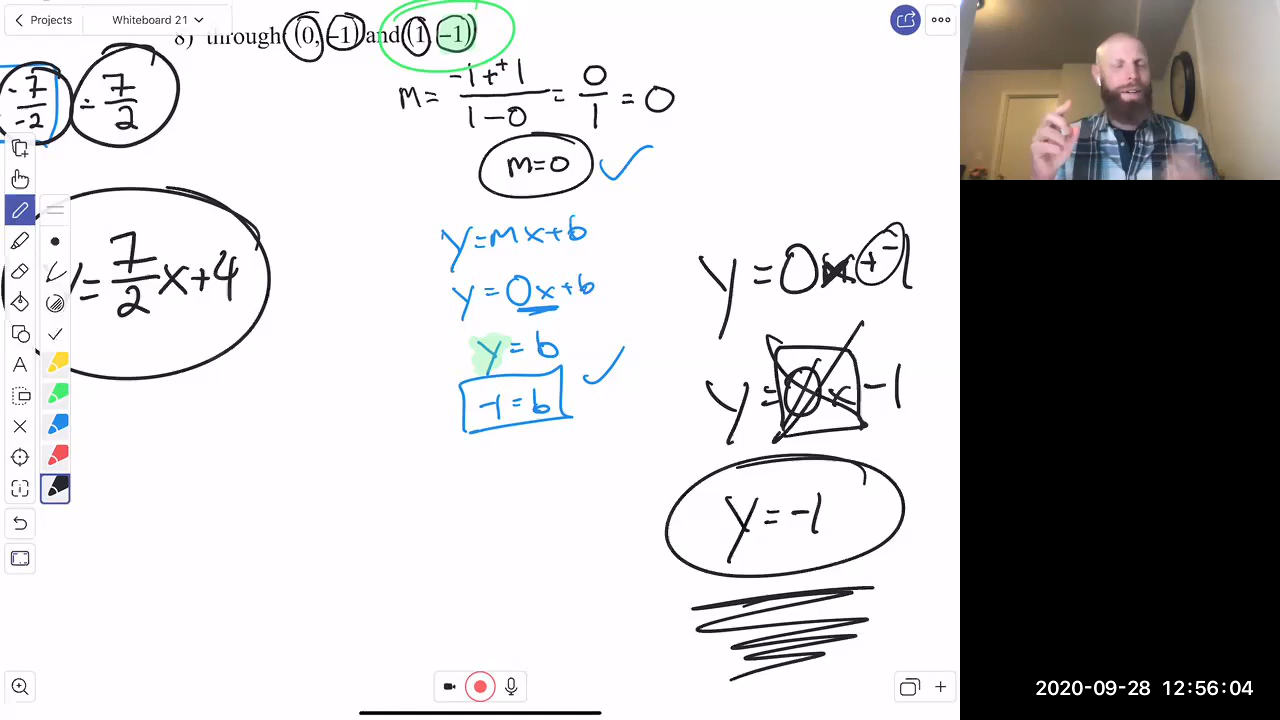 Projects
Whiteboard 21
8) through (0, −1) and (1, −1)
-7/-2 = 7/2
m = -1 + +1 / 1 - 0 = 0/1 = 0
m=0 ✓
= 7/2 x+4
y=mx+b
y = 0x+b
y = b
-1 = b ✓
y = 0x + -1
y = 0x - 1
y = -1
A
2020-09-28 12:56:04